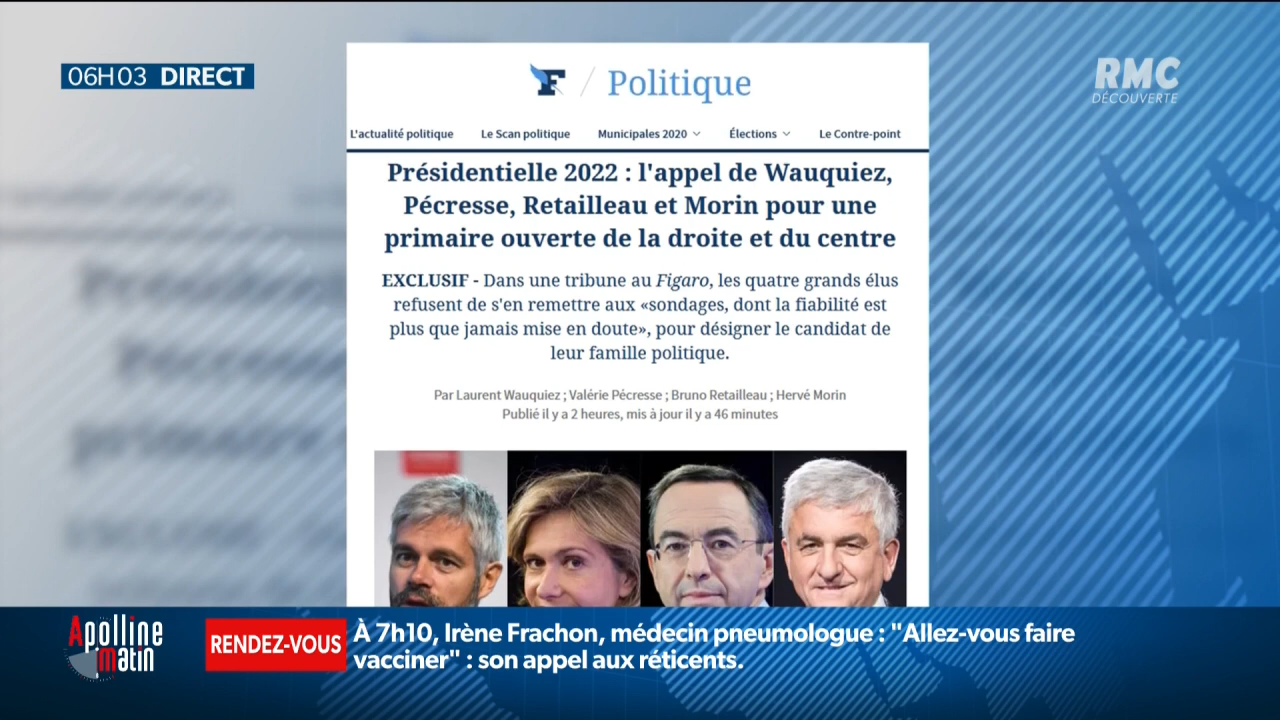 06H03 DIRECT
RMC
DÉCOUVERTE
F / Politique
L'actualité politique Le Scan politique Municipales 2020 Élections Le Contre-point
Présidentielle 2022 : l'appel de Wauquiez,
Pécresse, Retailleau et Morin pour une
primaire ouverte de la droite et du centre
EXCLUSIF - Dans une tribune au Figaro, les quatre grands élus
refusent de s'en remettre aux «sondages, dont la fiabilité est
plus que jamais mise en doute», pour désigner le candidat de
leur famille politique.
Par Laurent Wauquiez ; Valérie Pécresse ; Bruno Retailleau ; Hervé Morin
Publié il y a 2 heures, mis à jour il y a 46 minutes
Apolline
Matin
RENDEZ-VOUS
À 7h10, Irène Frachon, médecin pneumologue : "Allez-vous faire
vacciner" : son appel aux réticents.